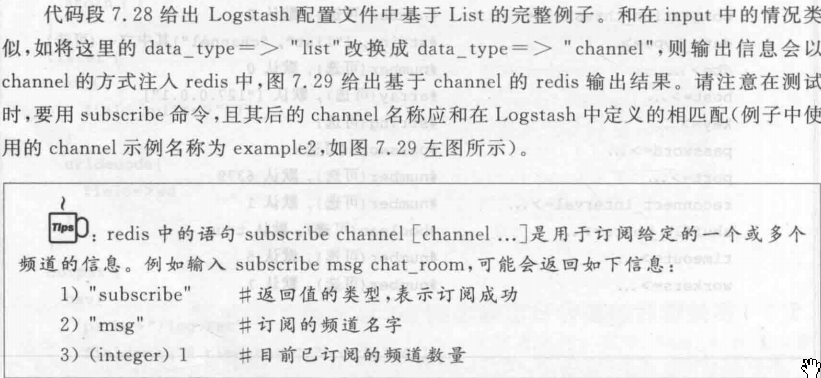 代码段 7.28 给出 Logstash 配置文件中基于 List 的完整例子。和在 input 中的情况类
似,如将这里的 data_type=> "list"改换成 data_type=> "channel",则输出信息会以
channel 的方式注入 redis 中,图 7.29 给出基于 channel 的 redis 输出结果。请注意在测试
时,要用 subscribe 命令,且其后的 channel 名称应和在 Logstash 中定义的相匹配(例子中使
用的 channel 示例名称为 example2,如图 7.29 左图所示)。
Tips: redis 中的语句 subscribe channel [channel ...]是用于订阅给定的一个或多个
频道的信息。例如输入 subscribe msg chat_room,可能会返回如下信息:
1) "subscribe" #返回值的类型,表示订阅成功
2) "msg" #订阅的频道名字
3) (integer) 1 #目前已订阅的频道数量